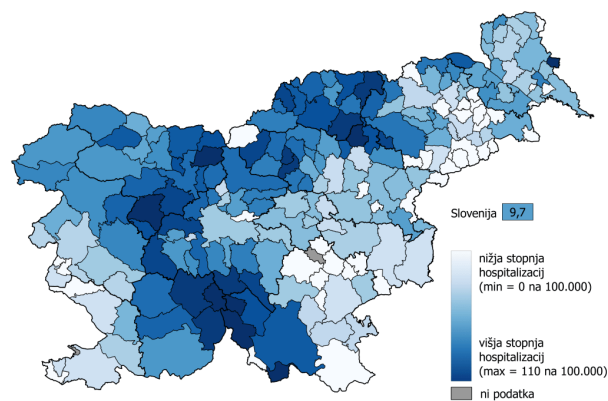 Slovenija 9,7
nižja stopnja
hospitalizacij
(min = 0 na 100.000)
višja stopnja
hospitalizacij
(max = 110 na 100.000)
ni podatka